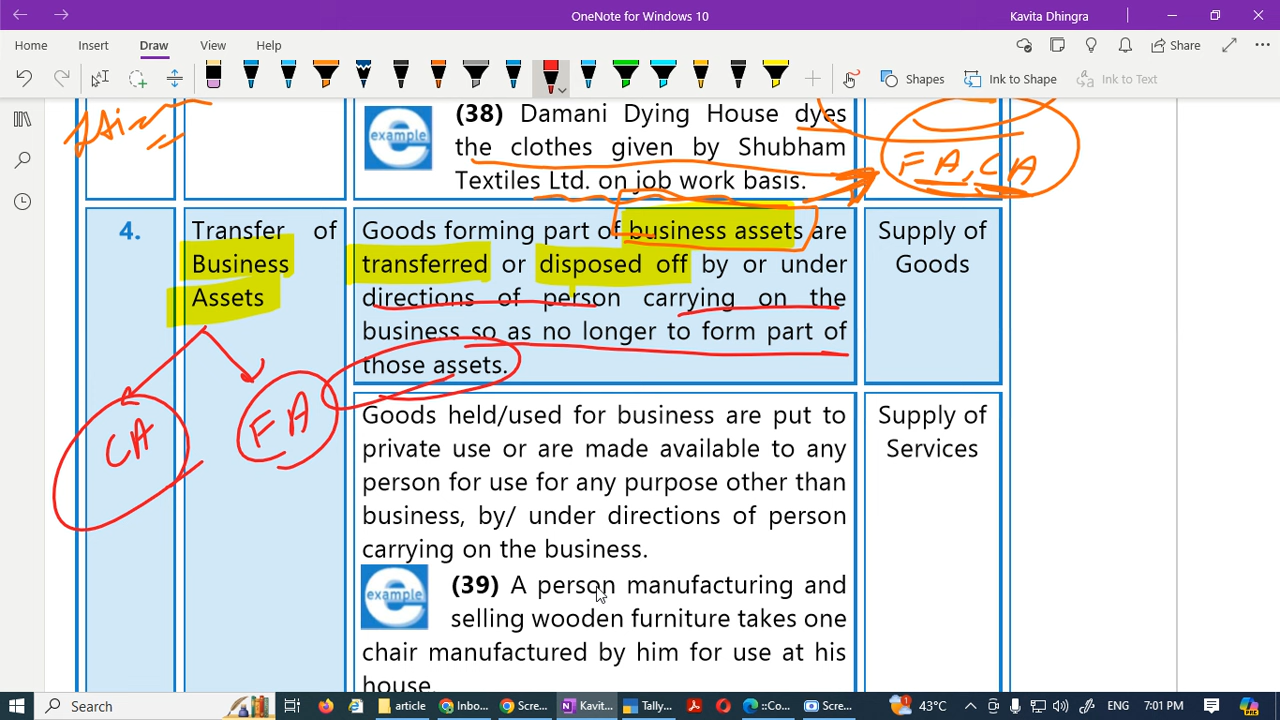 OneNote for Windows 10
Kavita Dhingra
Home Insert Draw View Help
Share
Shapes
Ink to Shape
Ink to Text
example
(38) Damani Dying House dyes
the clothes given by Shubham
Textiles Ltd. on job work basis.
FA, CA
4.
Transfer of
Business
Assets
CA
FA
Goods forming part of business assets are
transferred or disposed off by or under
directions of person carrying on the
business so as no longer to form part of
those assets.
Supply of
Goods
Goods held/used for business are put to
private use or are made available to any
person for use for any purpose other than
business, by/ under directions of person
carrying on the business.
Supply of
Services
example
(39) A person manufacturing and
selling wooden furniture takes one
chair manufactured by him for use at his
house.
Search
article
Inbo...
Scre...
Kavit...
Tally...
::Co...
Scre...
1
43°C
ENG
7:01 PM